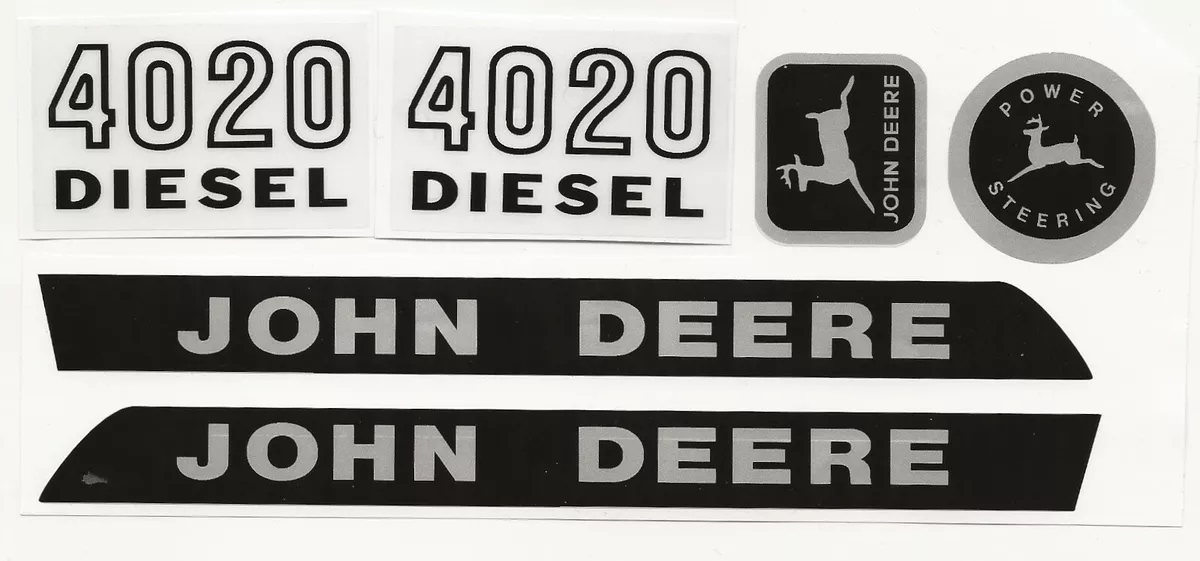 4020
DIESEL
4020
DIESEL
JOHN DEERE
POWER
STEERING
JOHN DEERE
JOHN DEERE